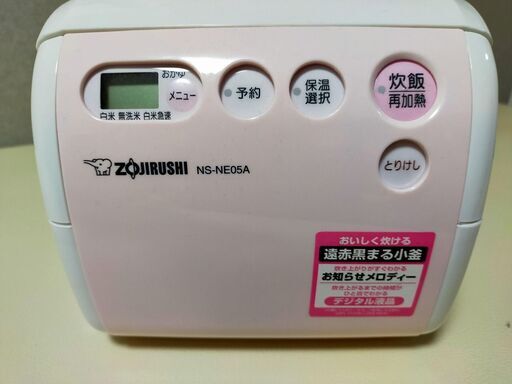 おかゆ
メニュー
白米 無洗米 白米急速
予約
保温
選択
炊飯
再加熱
とりけし
ZOJIRUSHI NS-NE05A
おいしく炊ける
遠赤黒まる小釜
炊き上がりがすぐわかる
お知らせメロディー
炊き上がるまでの時間が
ひと目でわかる
デジタル液晶